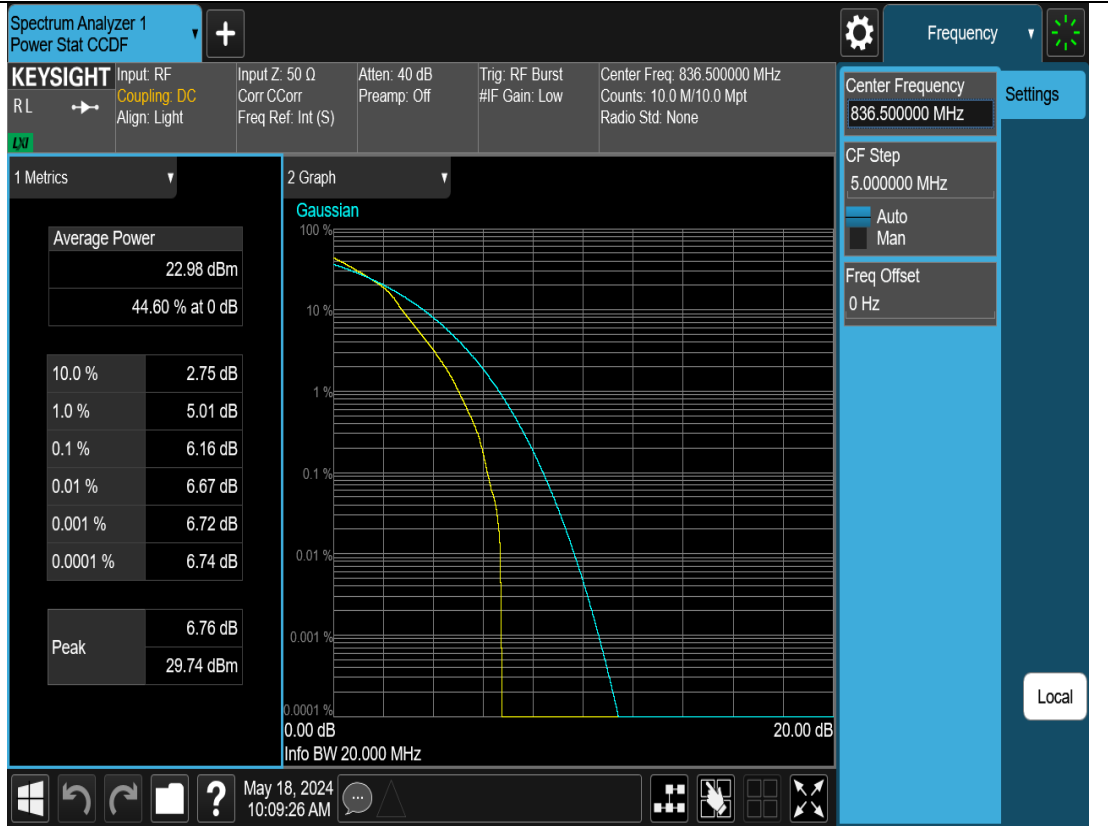 Spectrum Analyzer 1
Power Stat CCDF
+
Frequency
KEYSIGHT
RL
LXI
Input: RF
Coupling: DC
Align: Light
Input Z: 50 Ω
Corr CCorr
Freq Ref: Int (S)
Atten: 40 dB
Preamp: Off
Trig: RF Burst
#IF Gain: Low
Center Freq: 836.500000 MHz
Counts: 10.0 M/10.0 Mpt
Radio Std: None
Center Frequency
836.500000 MHz
Settings
CF Step
5.000000 MHz
Auto
Man
Freq Offset
0 Hz
Local
1 Metrics
Average Power
22.98 dBm
44.60 % at 0 dB
10.0 % 2.75 dB
1.0 % 5.01 dB
0.1 % 6.16 dB
0.01 % 6.67 dB
0.001 % 6.72 dB
0.0001 % 6.74 dB
Peak
6.76 dB
29.74 dBm
2 Graph
Gaussian
100 %
10 %
1 %
0.1 %
0.01 %
0.001 %
0.0001 %
0.00 dB 20.00 dB
Info BW 20.000 MHz
?
May 18, 2024
10:09:26 AM